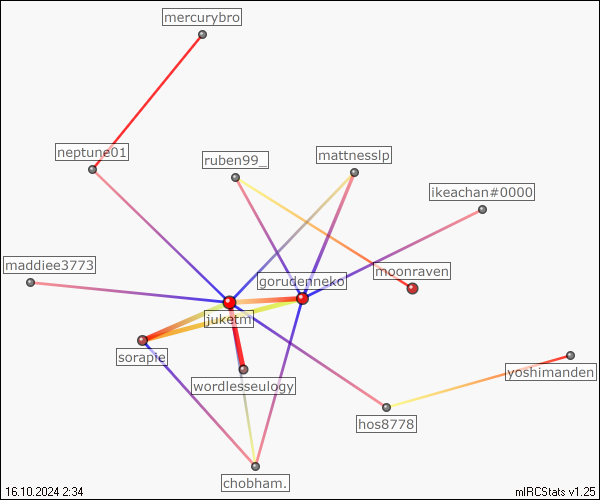 mercurybro
neptune01
ruben99_
mattnesslp
ikeachan#0000
maddiee3773
gorudenneko
moonraven
juketm
sorapie
wordlesseulogy
yoshimanden
hos8778
chobham.
16.10.2024 2:34
mIRCStats v1.25